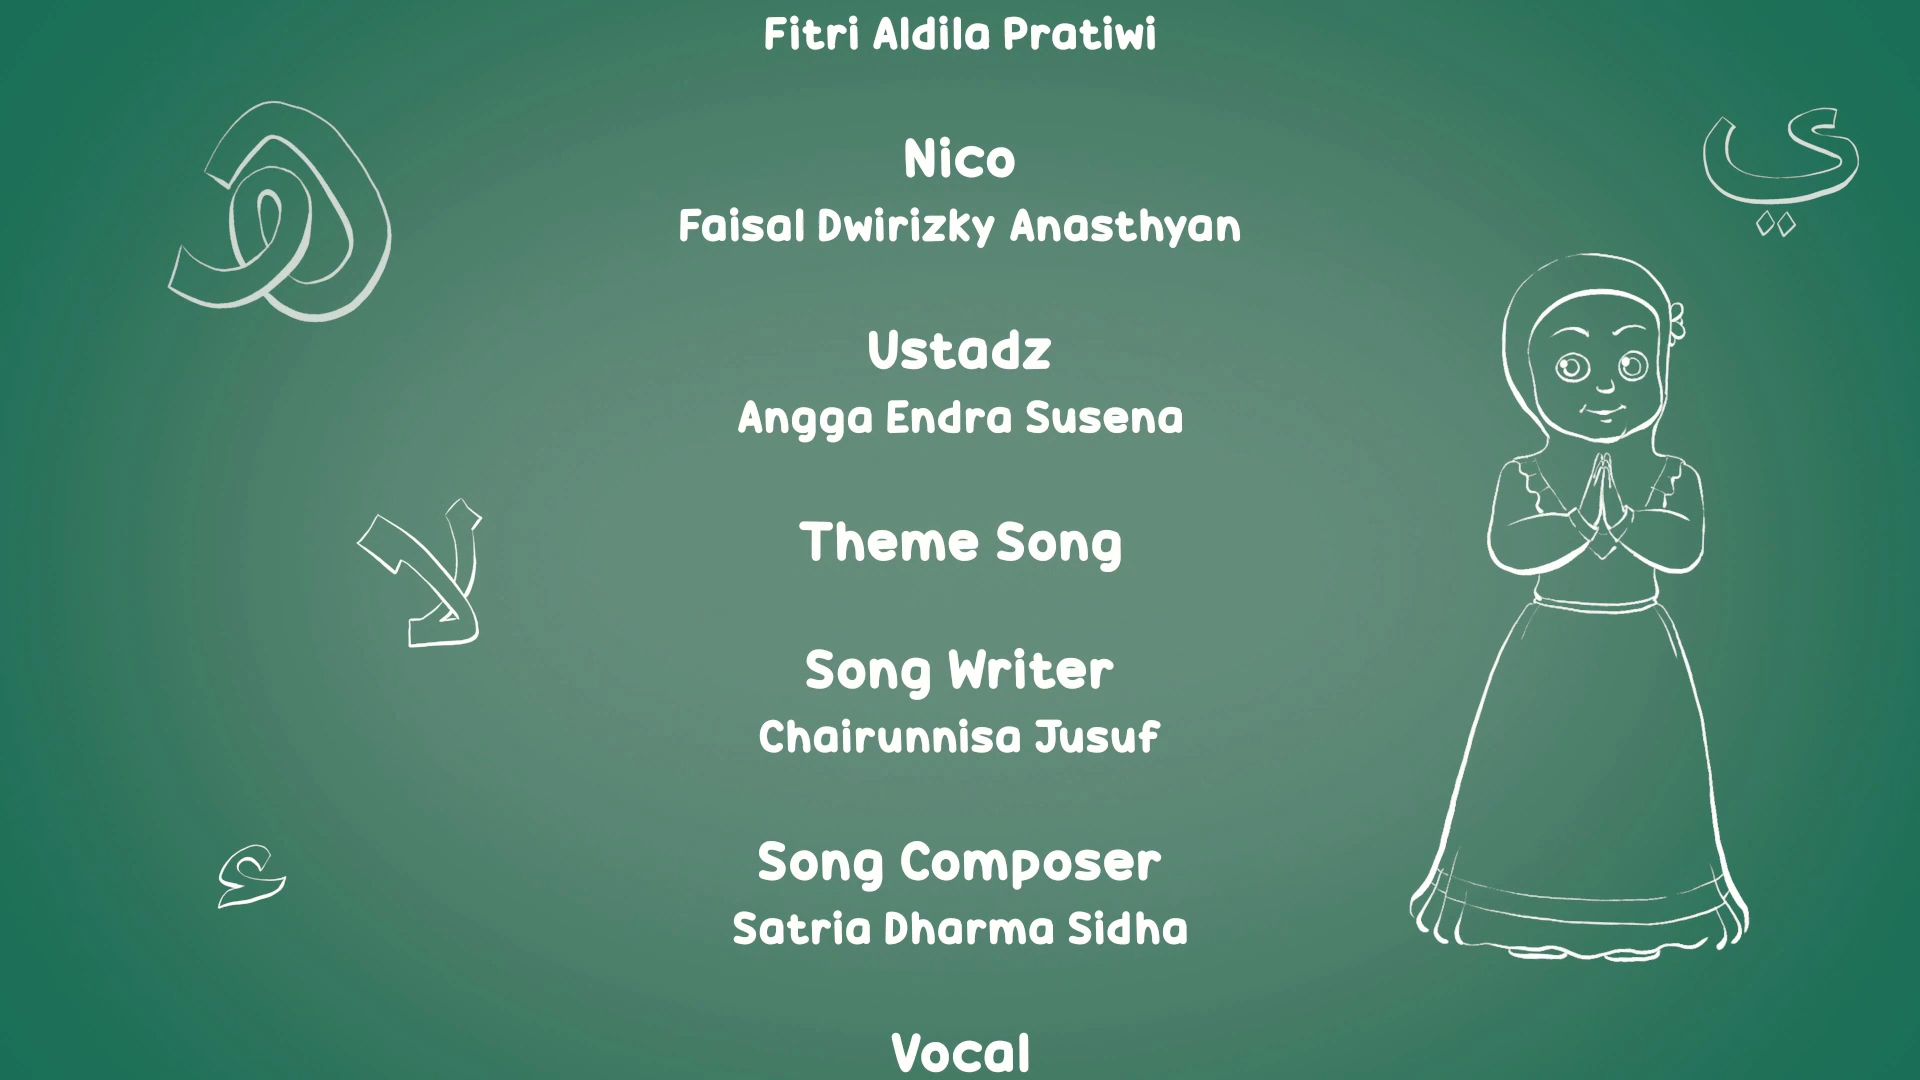 Fitri Aldila Pratiwi
Nico
Faisal Dwirizky Anasthyan
Ustadz
Angga Endra Susena
Theme Song
Song Writer
Chairunnisa Jusuf
Song Composer
Satria Dharma Sidha
Vocal
ه
ي
لا
ء